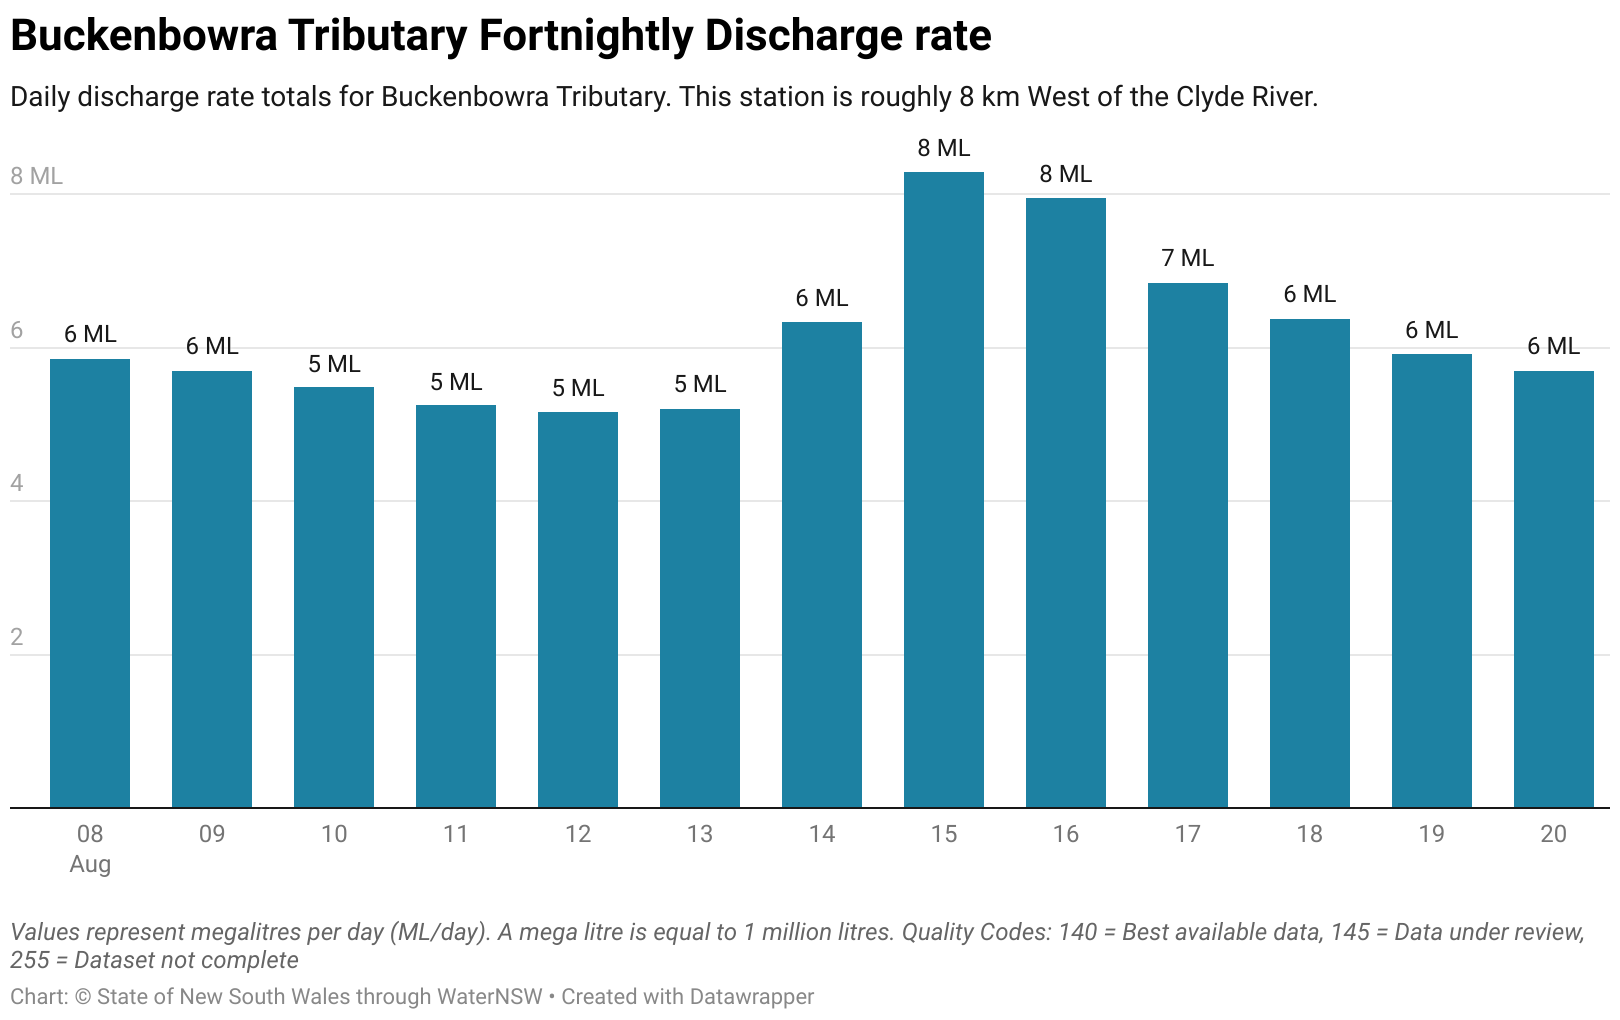 Buckenbowra Tributary Fortnightly Discharge rate
Daily discharge rate totals for Buckenbowra Tributary. This station is roughly 8 km West of the Clyde River.
8 ML
6
4
2
6 ML
6 ML
5 ML
5 ML
5 ML
5 ML
6 ML
8 ML
8 ML
7 ML
6 ML
6 ML
6 ML
08
09
10
11
12
13
14
15
16
17
18
19
20
Aug
Values represent megalitres per day (ML/day). A mega litre is equal to 1 million litres. Quality Codes: 140 = Best available data, 145 = Data under review,
255 = Dataset not complete
Chart: © State of New South Wales through WaterNSW • Created with Datawrapper